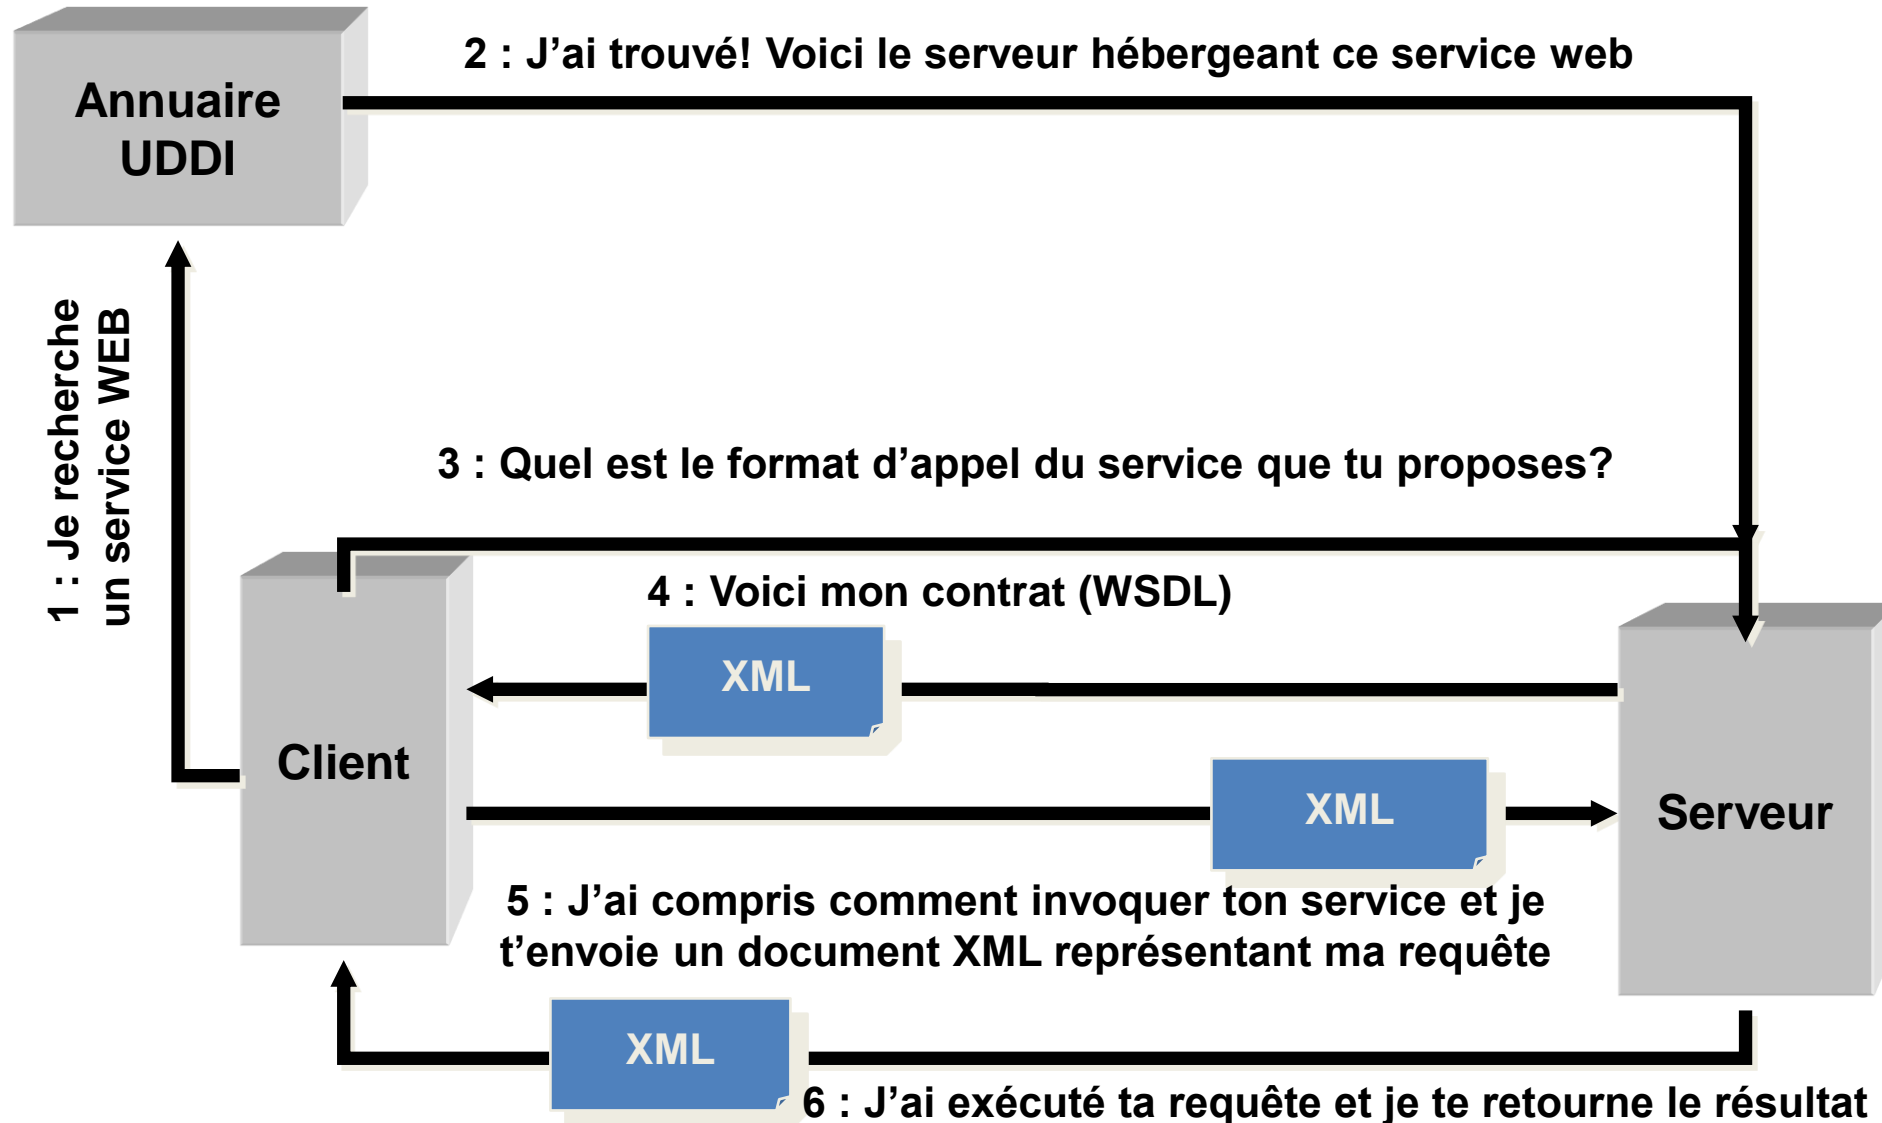 2 : J’ai trouvé! Voici le serveur hébergeant ce service web
Annuaire
UDDI
1 : Je recherche
un service WEB
3 : Quel est le format d’appel du service que tu proposes?
4 : Voici mon contrat (WSDL)
XML
Client
XML
Serveur
5 : J’ai compris comment invoquer ton service et je
t’envoie un document XML représentant ma requête
XML
6 : J’ai exécuté ta requête et je te retourne le résultat